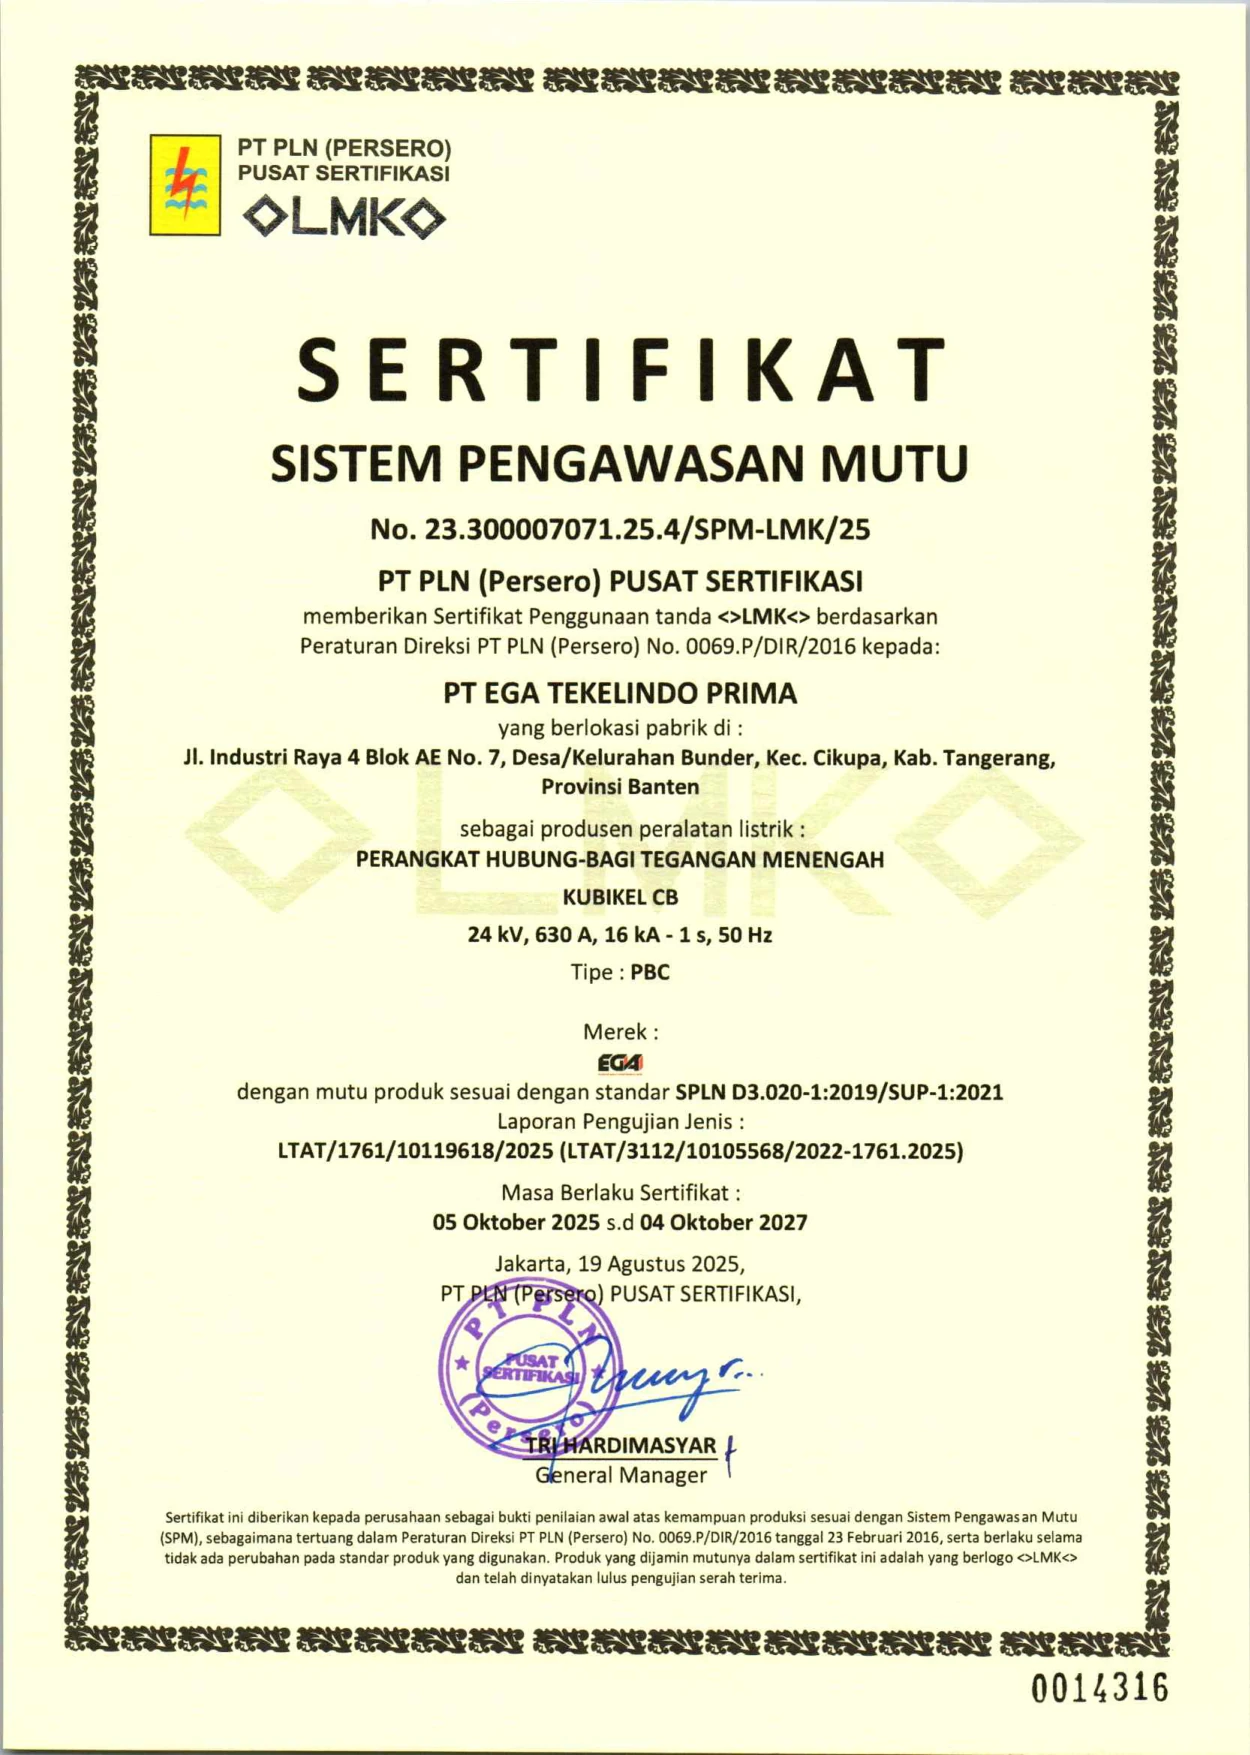 PT PLN (PERSERO)
PUSAT SERTIFIKASI
<>LMK<>
SERTIFIKAT
SISTEM PENGAWASAN MUTU
No. 23.300007071.25.4/SPM-LMK/25
PT PLN (Persero) PUSAT SERTIFIKASI
memberikan Sertifikat Penggunaan tanda <>LMK<> berdasarkan
Peraturan Direksi PT PLN (Persero) No. 0069.P/DIR/2016 kepada:
PT EGA TEKELINDO PRIMA
yang berlokasi pabrik di :
Jl. Industri Raya 4 Blok AE No. 7, Desa/Kelurahan Bunder, Kec. Cikupa, Kab. Tangerang,
Provinsi Banten
sebagai produsen peralatan listrik :
PERANGKAT HUBUNG-BAGI TEGANGAN MENENGAH
KUBIKEL CB
24 kV, 630 A, 16 kA - 1 s, 50 Hz
Tipe : PBC
Merek :
EGA
dengan mutu produk sesuai dengan standar SPLN D3.020-1:2019/SUP-1:2021
Laporan Pengujian Jenis :
LTAT/1761/10119618/2025 (LTAT/3112/10105568/2022-1761.2025)
Masa Berlaku Sertifikat :
05 Oktober 2025 s.d 04 Oktober 2027
Jakarta, 19 Agustus 2025,
PT PLN (Persero) PUSAT SERTIFIKASI,
PT PLN
PUSAT
SERTIFIKASI
(Persero)
TRI HARDIMASYAR
General Manager
Sertifikat ini diberikan kepada perusahaan sebagai bukti penilaian awal atas kemampuan produksi sesuai dengan Sistem Pengawasan Mutu
(SPM), sebagaimana tertuang dalam Peraturan Direksi PT PLN (Persero) No. 0069.P/DIR/2016 tanggal 23 Februari 2016, serta berlaku selama
tidak ada perubahan pada standar produk yang digunakan. Produk yang dijamin mutunya dalam sertifikat ini adalah yang berlogo <>LMK<>
dan telah dinyatakan lulus pengujian serah terima.
0014316